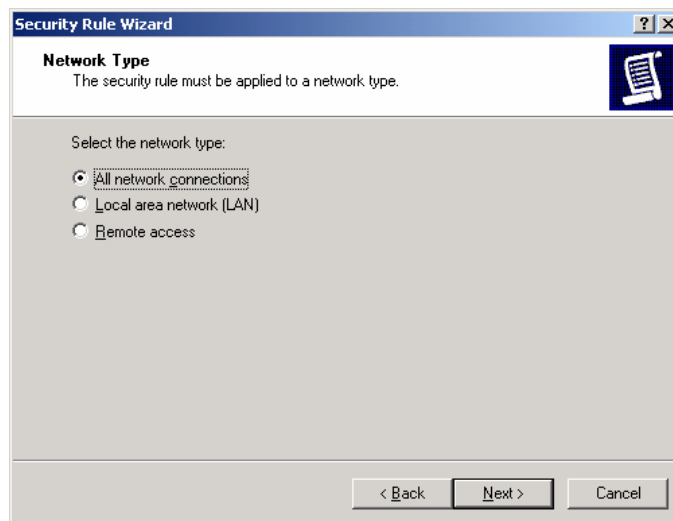 Security Rule Wizard
Network Type
The security rule must be applied to a network type.
Select the network type:
All network connections
Local area network (LAN)
Remote access
< Back Next > Cancel